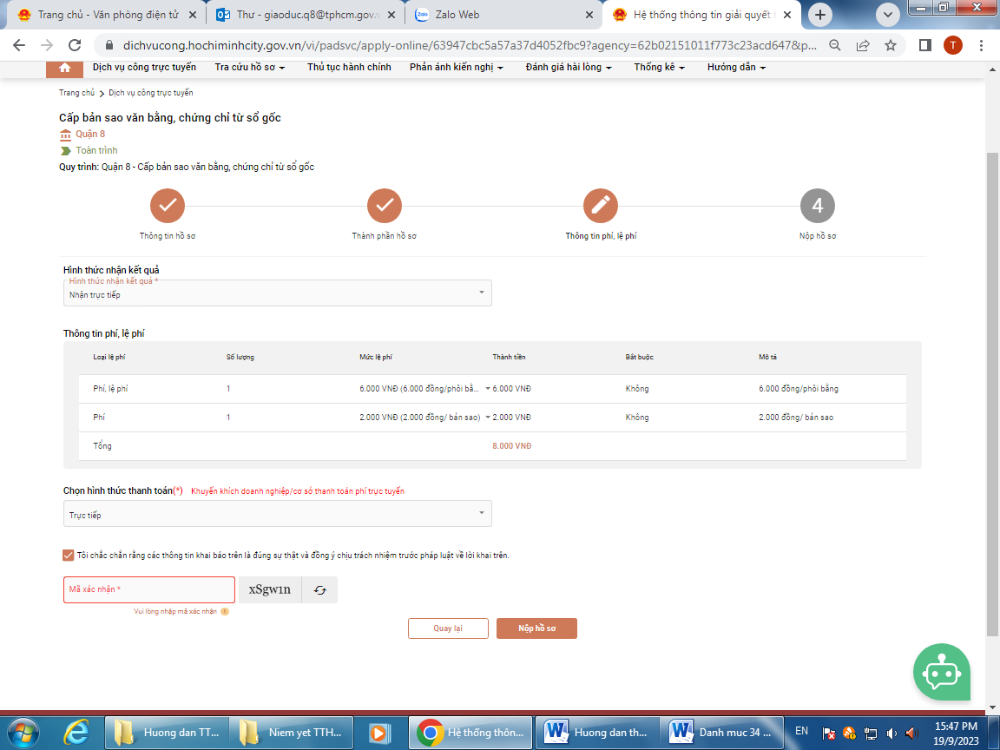 Trang chủ - Văn phòng điện tử
Thư - giaoduc.q8@tphcm.gov.v
Zalo Web
Hệ thống thông tin giải quyết t
dichvucong.hochiminhcity.gov.vn/vi/padsvc/apply-online/63947cbc5a57a37d4052fbc9?agency=62b02151011f773c23acd647&p...
T
Dịch vụ công trực tuyến Tra cứu hồ sơ Thủ tục hành chính Phản ánh kiến nghị Đánh giá hài lòng Thống kê Hướng dẫn
Trang chủ > Dịch vụ công trực tuyến
Cấp bản sao văn bằng, chứng chỉ từ sổ gốc
Quận 8
Toàn trình
Quy trình: Quận 8 - Cấp bản sao văn bằng, chứng chỉ từ sổ gốc
4
Thông tin hồ sơ Thành phần hồ sơ Thông tin phí, lệ phí Nộp hồ sơ
Hình thức nhận kết quả
Hình thức nhận kết quả *
Nhận trực tiếp
Thông tin phí, lệ phí
Loại lệ phí Số lượng Mức lệ phí Thành tiền Bắt buộc Mô tả
Phí, lệ phí 1 6.000 VNĐ (6.000 đồng/phôi bằ... 6.000 VNĐ Không 6.000 đồng/phôi bằng
Phí 1 2.000 VNĐ (2.000 đồng/ bản sao) 2.000 VNĐ Không 2.000 đồng/ bản sao
Tổng 8.000 VNĐ
Chọn hình thức thanh toán(*) Khuyến khích doanh nghiệp/cơ sở thanh toán phí trực tuyến
Trực tiếp
Tôi chắc chắn rằng các thông tin khai báo trên là đúng sự thật và đồng ý chịu trách nhiệm trước pháp luật về lời khai trên.
Mã xác nhận * xSgw1n
Vui lòng nhập mã xác nhận
Quay lại Nộp hồ sơ
Huong dan TT... Niem yet TTH... Hệ thống thôn... Huong dan th... Danh muc 34 ... EN 15:47 PM
19/9/2023